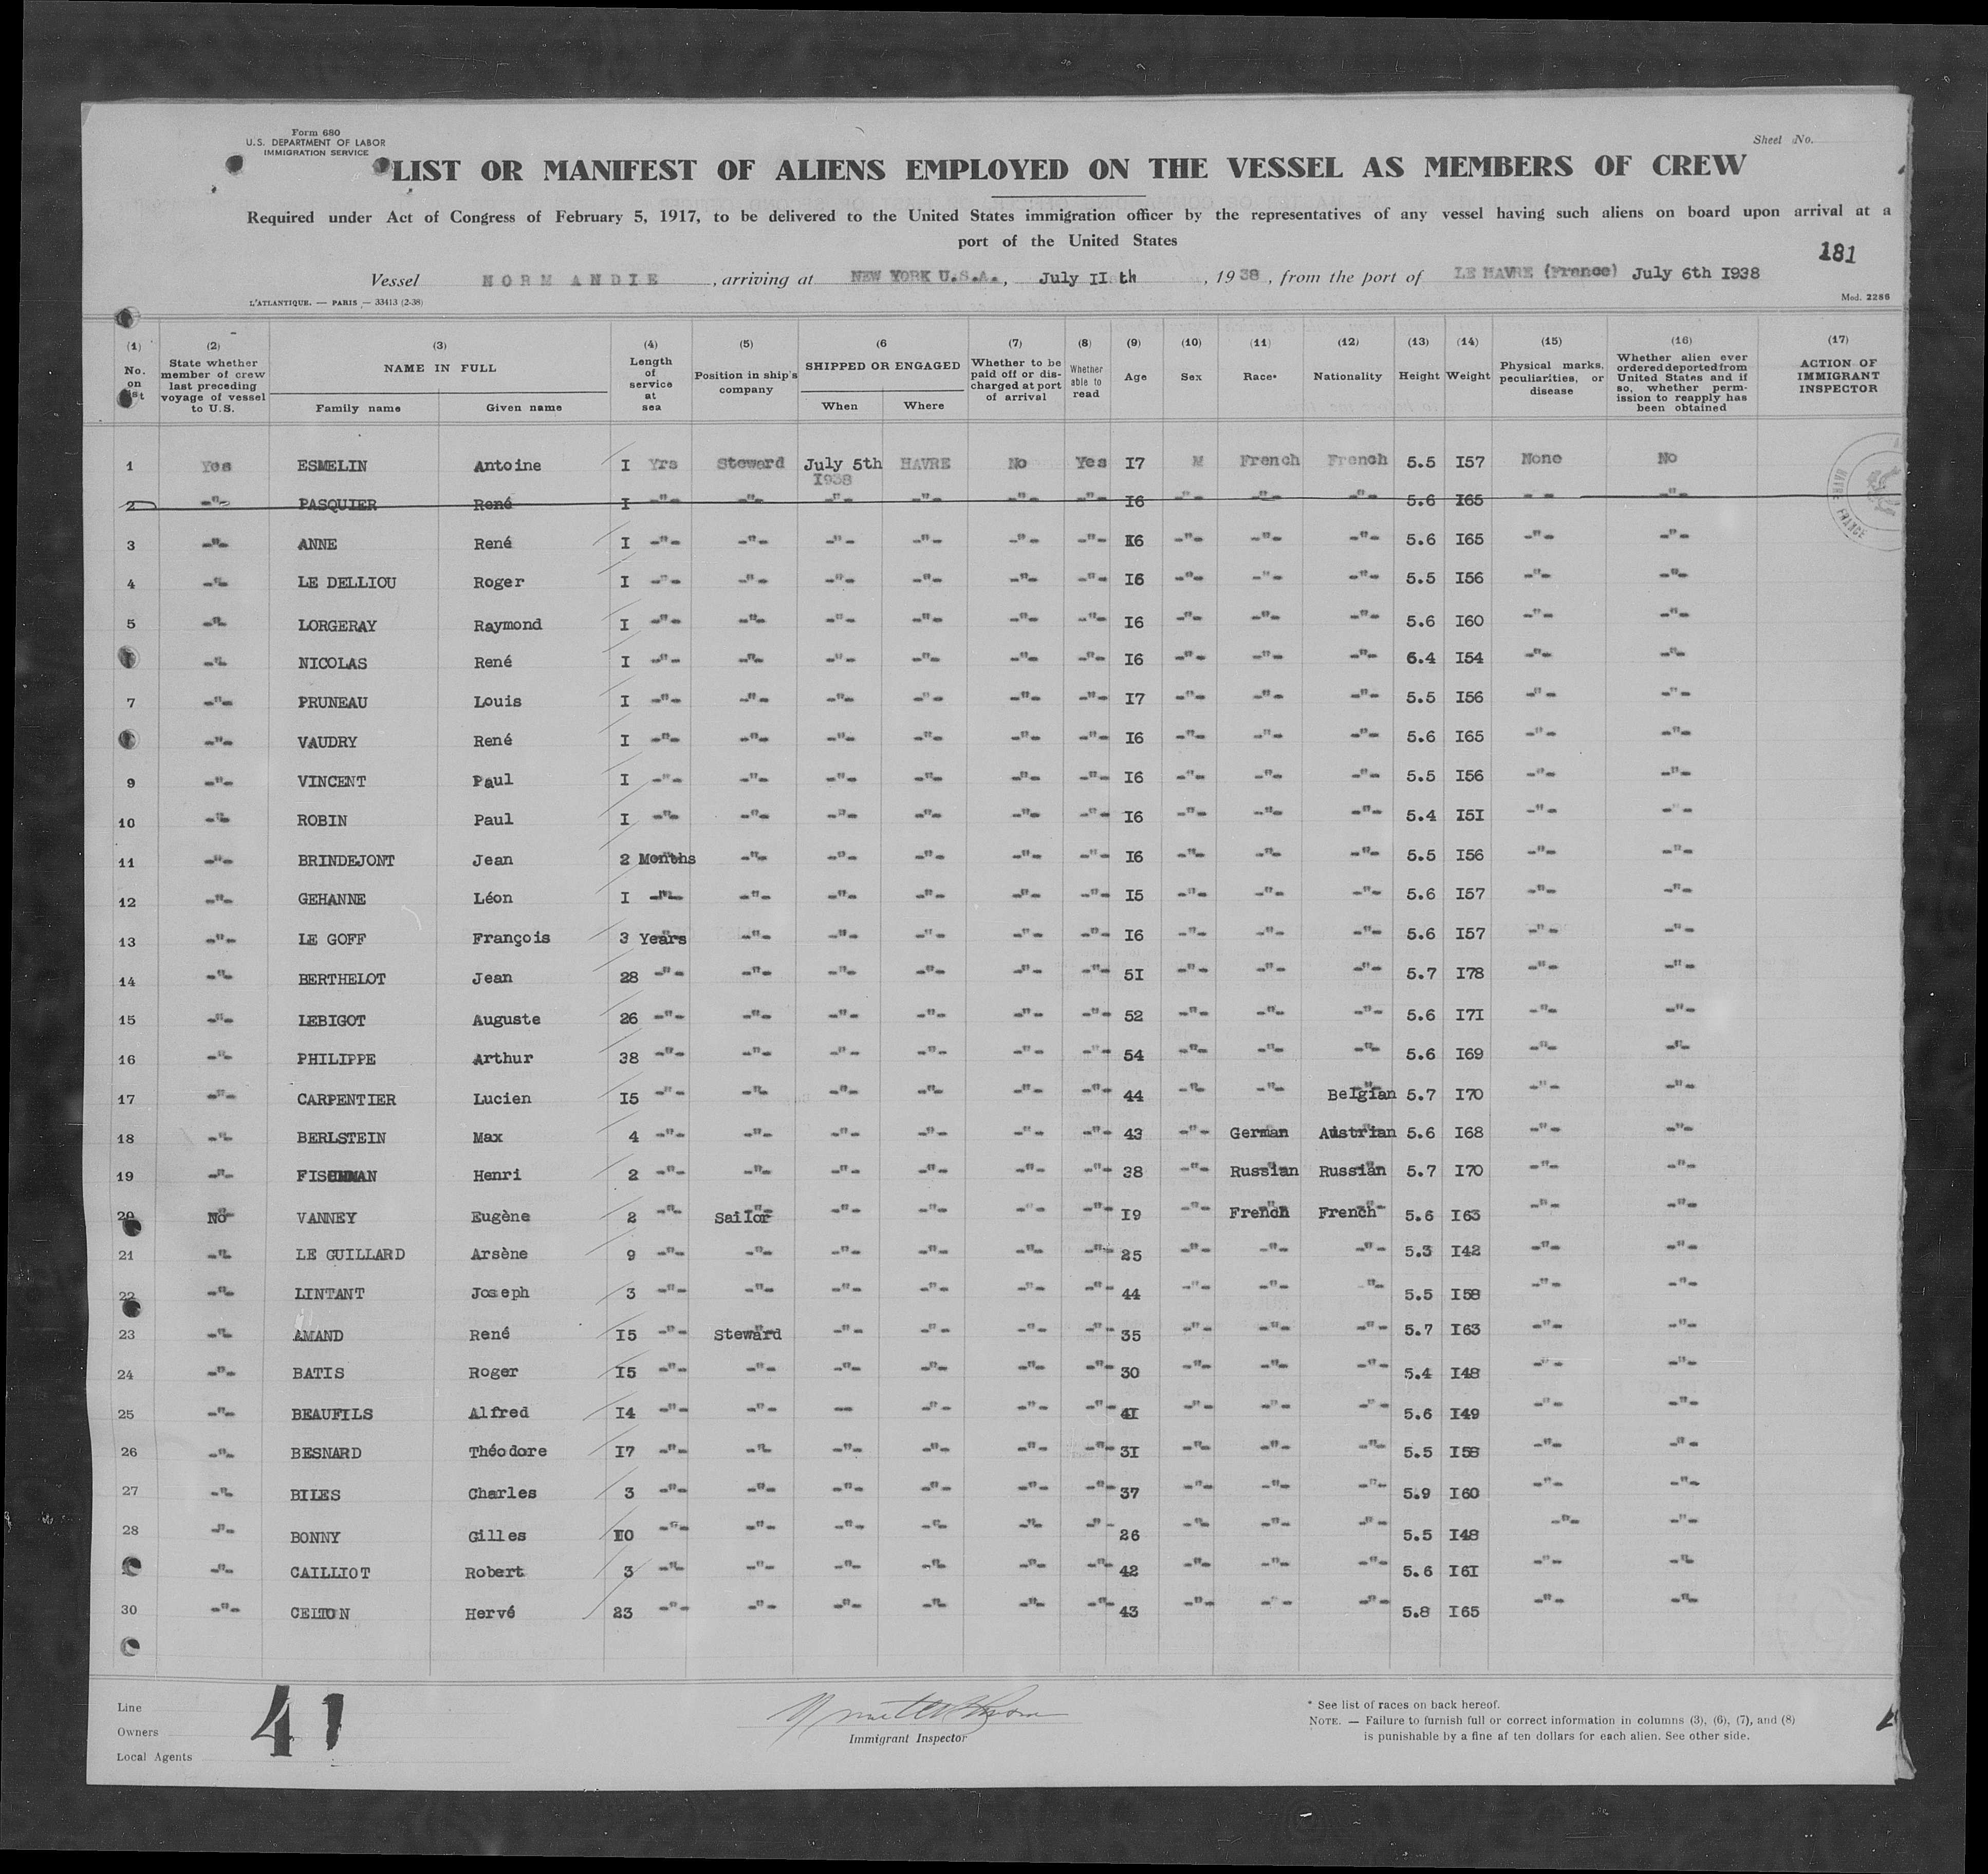 Form 680
U.S. DEPARTMENT OF LABOR
IMMIGRATION SERVICE
Sheet No.
LIST OR MANIFEST OF ALIENS EMPLOYED ON THE VESSEL AS MEMBERS OF CREW
Required under Act of Congress of February 5, 1917, to be delivered to the United States immigration officer by the representatives of any vessel having such aliens on board upon arrival at a
port of the United States
181
Vessel NORMANDIE, arriving at NEW YORK U.S.A., July II th, 1938, from the port of LE HAVRE (France) July 6th I938
L'ATLANTIQUE. — PARIS — 33413 (2-38)
Mod. 2286
(1) No. on list (2) State whether member of crew last preceding voyage of vessel to U.S. (3) NAME IN FULL Family name Given name (4) Length of service at sea (5) Position in ship's company (6 SHIPPED OR ENGAGED When Where (7) Whether to be paid off or discharged at port of arrival (8) Whether able to read (9) Age (10) Sex (11) Race* (12) Nationality (13) Height (14) Weight (15) Physical marks, peculiarities, or disease (16) Whether alien ever ordered deported from United States and if so, whether permission to reapply has been obtained (17) ACTION OF IMMIGRANT INSPECTOR
1 Yes ESMELIN Antoine I Yrs Steward July 5th I938 HAVRE No Yes I7 M French French 5.5 I57 None No
2 -"- PASQUIER René I -"- -"- -"- -"- -"- -"- I6 -"- -"- -"- 5.6 I65 - - -"-
3 -"- ANNE René I -"- -"- -"- -"- -"- -"- I6 -"- -"- -"- 5.6 I65 -"- -"-
4 -"- LE DELLIOU Roger I -"- -"- -"- -"- -"- -"- I6 -"- -"- -"- 5.5 I56 -"- -"-
5 -"- LORGERAY Raymond I -"- -"- -"- -"- -"- -"- I6 -"- -"- -"- 5.6 I60 -"- -"-
-"- NICOLAS René I -"- -"- -"- -"- -"- -"- I6 -"- -"- -"- 6.4 I54 -"- -"-
7 -"- PRUNEAU Louis I -"- -"- -"- -"- -"- -"- I7 -"- -"- -"- 5.5 I56 -"- -"-
-"- VAUDRY René I -"- -"- -"- -"- -"- -"- I6 -"- -"- -"- 5.6 I65 -"- -"-
9 -"- VINCENT Paul I -"- -"- -"- -"- -"- -"- I6 -"- -"- -"- 5.5 I56 -"- -"-
10 -"- ROBIN Paul I -"- -"- -"- -"- -"- -"- I6 -"- -"- -"- 5.4 I5I -"- -"-
11 -"- BRINDEJONT Jean 2 Months -"- -"- -"- -"- -"- I6 -"- -"- -"- 5.5 I56 -"- -"-
12 -"- GEHANNE Léon I -"- -"- -"- -"- -"- -"- I5 -"- -"- -"- 5.6 I57 -"- -"-
13 -"- LE GOFF François 3 Years -"- -"- -"- -"- -"- I6 -"- -"- -"- 5.6 I57 -"- -"-
14 -"- BERTHELOT Jean 28 -"- -"- -"- -"- -"- -"- 5I -"- -"- -"- 5.7 I78 -"- -"-
15 -"- LEBIGOT Auguste 26 -"- -"- -"- -"- -"- -"- 52 -"- -"- -"- 5.6 I7I -"- -"-
16 -"- PHILIPPE Arthur 38 -"- -"- -"- -"- -"- -"- 54 -"- -"- -"- 5.6 I69 -"- -"-
17 -"- CARPENTIER Lucien I5 -"- -"- -"- -"- -"- -"- 44 -"- -"- Belgian 5.7 I70 -"- -"-
18 -"- BERLSTEIN Max 4 -"- -"- -"- -"- -"- -"- 43 -"- German Austrian 5.6 I68 -"- -"-
19 -"- FISHMAN Henri 2 -"- -"- -"- -"- -"- -"- 38 -"- Russian Russian 5.7 I70 -"- -"-
20 No VANNEY Eugène 2 -"- Sailor -"- -"- -"- -"- I9 -"- French French 5.6 I63 -"- -"-
21 -"- LE GUILLARD Arsène 9 -"- -"- -"- -"- -"- -"- 25 -"- -"- -"- 5.3 I42 -"- -"-
22 -"- LINTANT Joseph 3 -"- -"- -"- -"- -"- -"- 44 -"- -"- "- 5.5 I58 -"- -"-
23 -"- AMAND René I5 -"- Steward -"- -"- -"- -"- 35 -"- -"- -"- 5.7 I63 -"- -"-
24 -"- BATIS Roger I5 -"- -"- -"- -"- -"- -"- 30 -"- -"- -"- 5.4 I48 -"- -"-
25 -"- BEAUFILS Alfred I4 -"- -"- -- -"- -"- -"- 4I -"- -"- -"- 5.6 I49 -"- -"-
26 -"- BESNARD Théodore I7 -"- -"- -"- -"- -"- -"- 3I -"- -"- -"- 5.5 I58 -"- -"-
27 -"- BILES Charles 3 -"- -"- -"- -"- -"- -"- 37 -"- -"- -"- 5.9 I60 -"- -"-
28 -"- BONNY Gilles I0 -"- -"- -"- -"- -"- -"- 26 -"- -"- -"- 5.5 I48 -"- -"-
-"- CAILLIOT Robert 3 -"- -"- -"- -"- -"- -"- 42 -"- -"- -"- 5.6 I6I -"- -"-
30 -"- CELTON Hervé 23 -"- -"- -"- -"- -"- -"- 43 -"- -"- -"- 5.8 I65 -"- -"-
HAVRE FRANCE
Line
Owners
Local Agents
41
Immigrant Inspector
* See list of races on back hereof.
NOTE. — Failure to furnish full or correct information in columns (3), (6), (7), and (8)
is punishable by a fine af ten dollars for each alien. See other side.